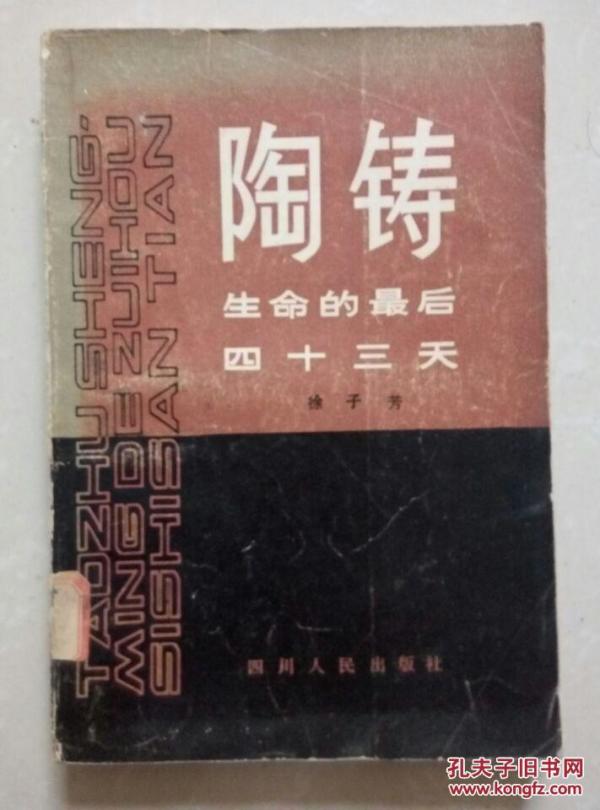 陶铸
生命的最后
四十三天
徐子芳
四川人民出版社
TAOZHU SHENG-
MING DE ZUIHOU
SISHISAN TIAN
孔夫子旧书网
www.kongfz.com